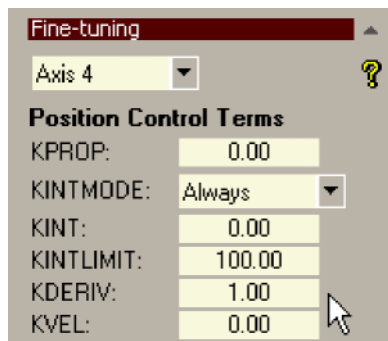 Fine-tuning
Axis 4
Position Control Terms
KPROP: 0.00
KINTMODE: Always
KINT: 0.00
KINTLIMIT: 100.00
KDERIV: 1.00
KVEL: 0.00